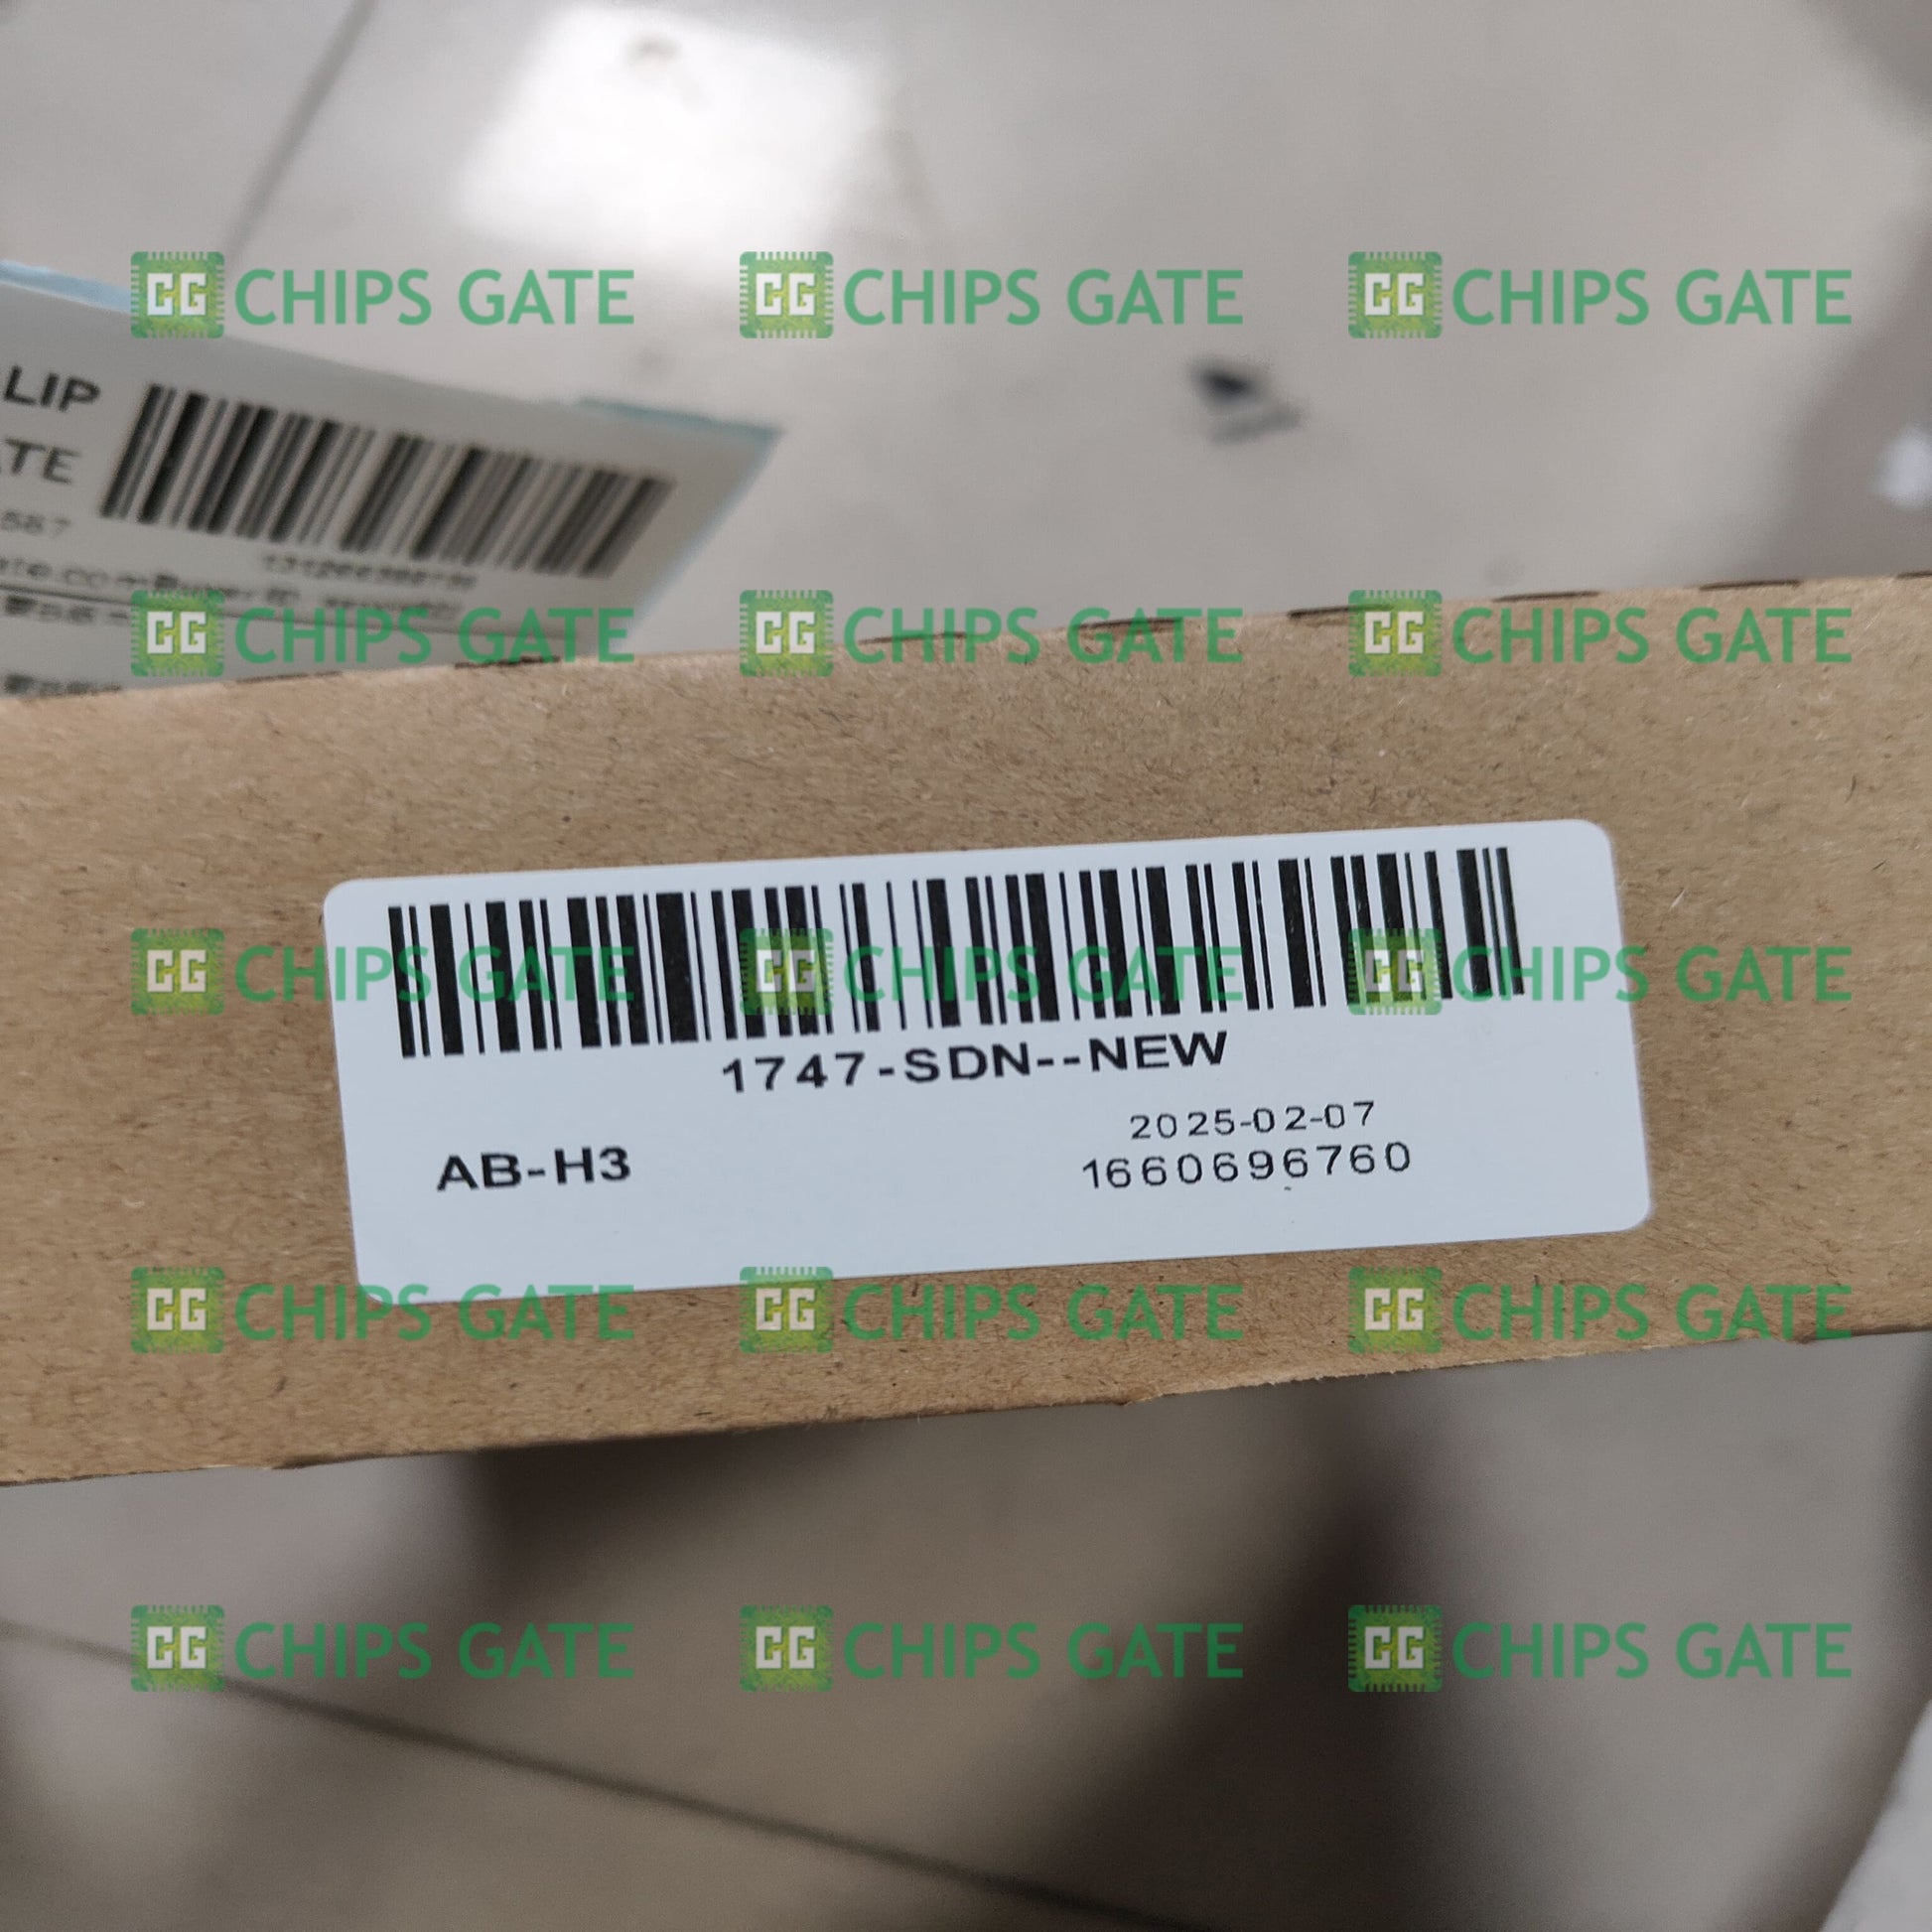 CG CHIPS GATE CG CHIPS GATE CG CHIPS GATE
LIP
TE
587
CG CHIPS GATE CG CHIPS GATE CG CHIPS GATE
CG CHIPS GATE CG CHIPS GATE CG CHIPS GATE
1747-SDN--NEW
2025-02-07
AB-H3 1660696760
CG CHIPS GATE CG CHIPS GATE CG CHIPS GATE
CG CHIPS GATE CG CHIPS GATE CG CHIPS GATE